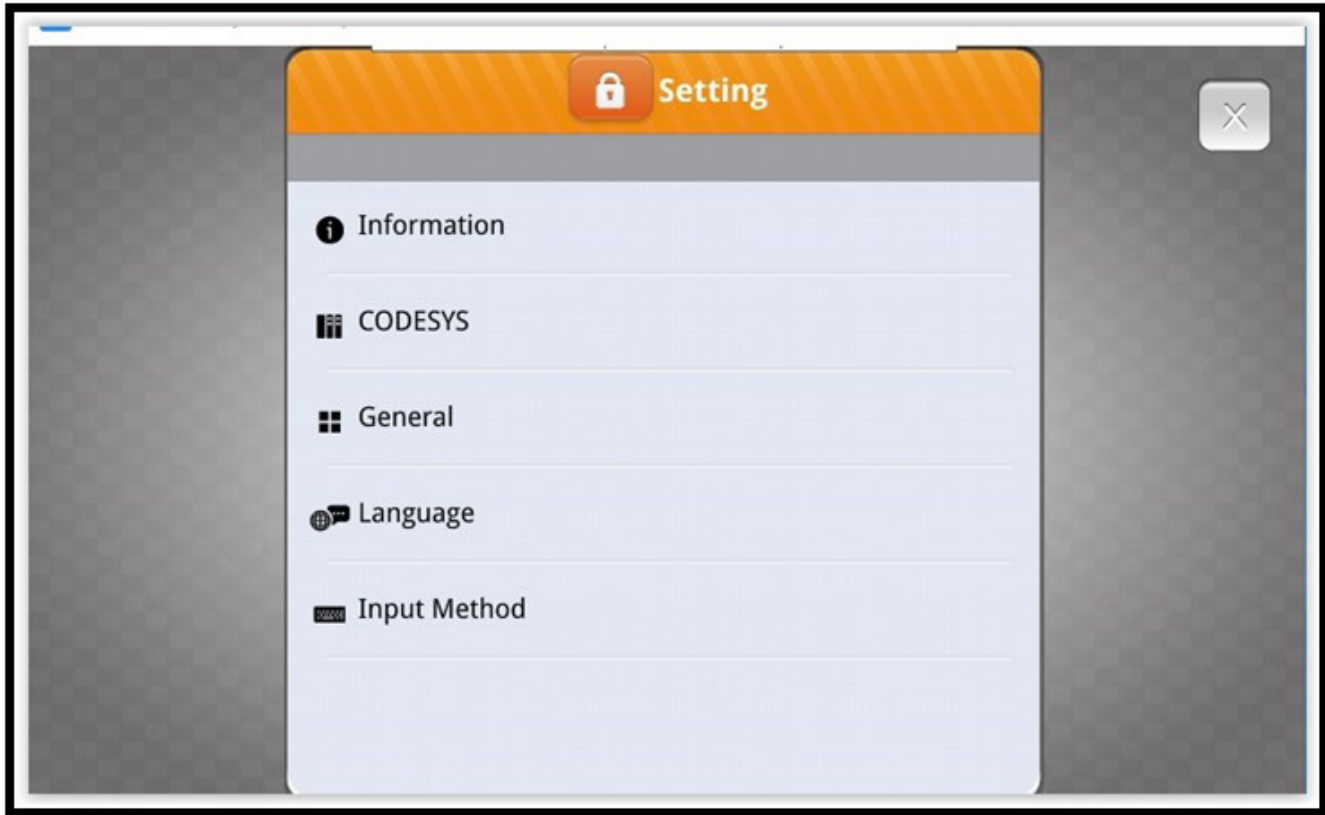 Setting
X
Information
CODESYS
General
Language
Input Method